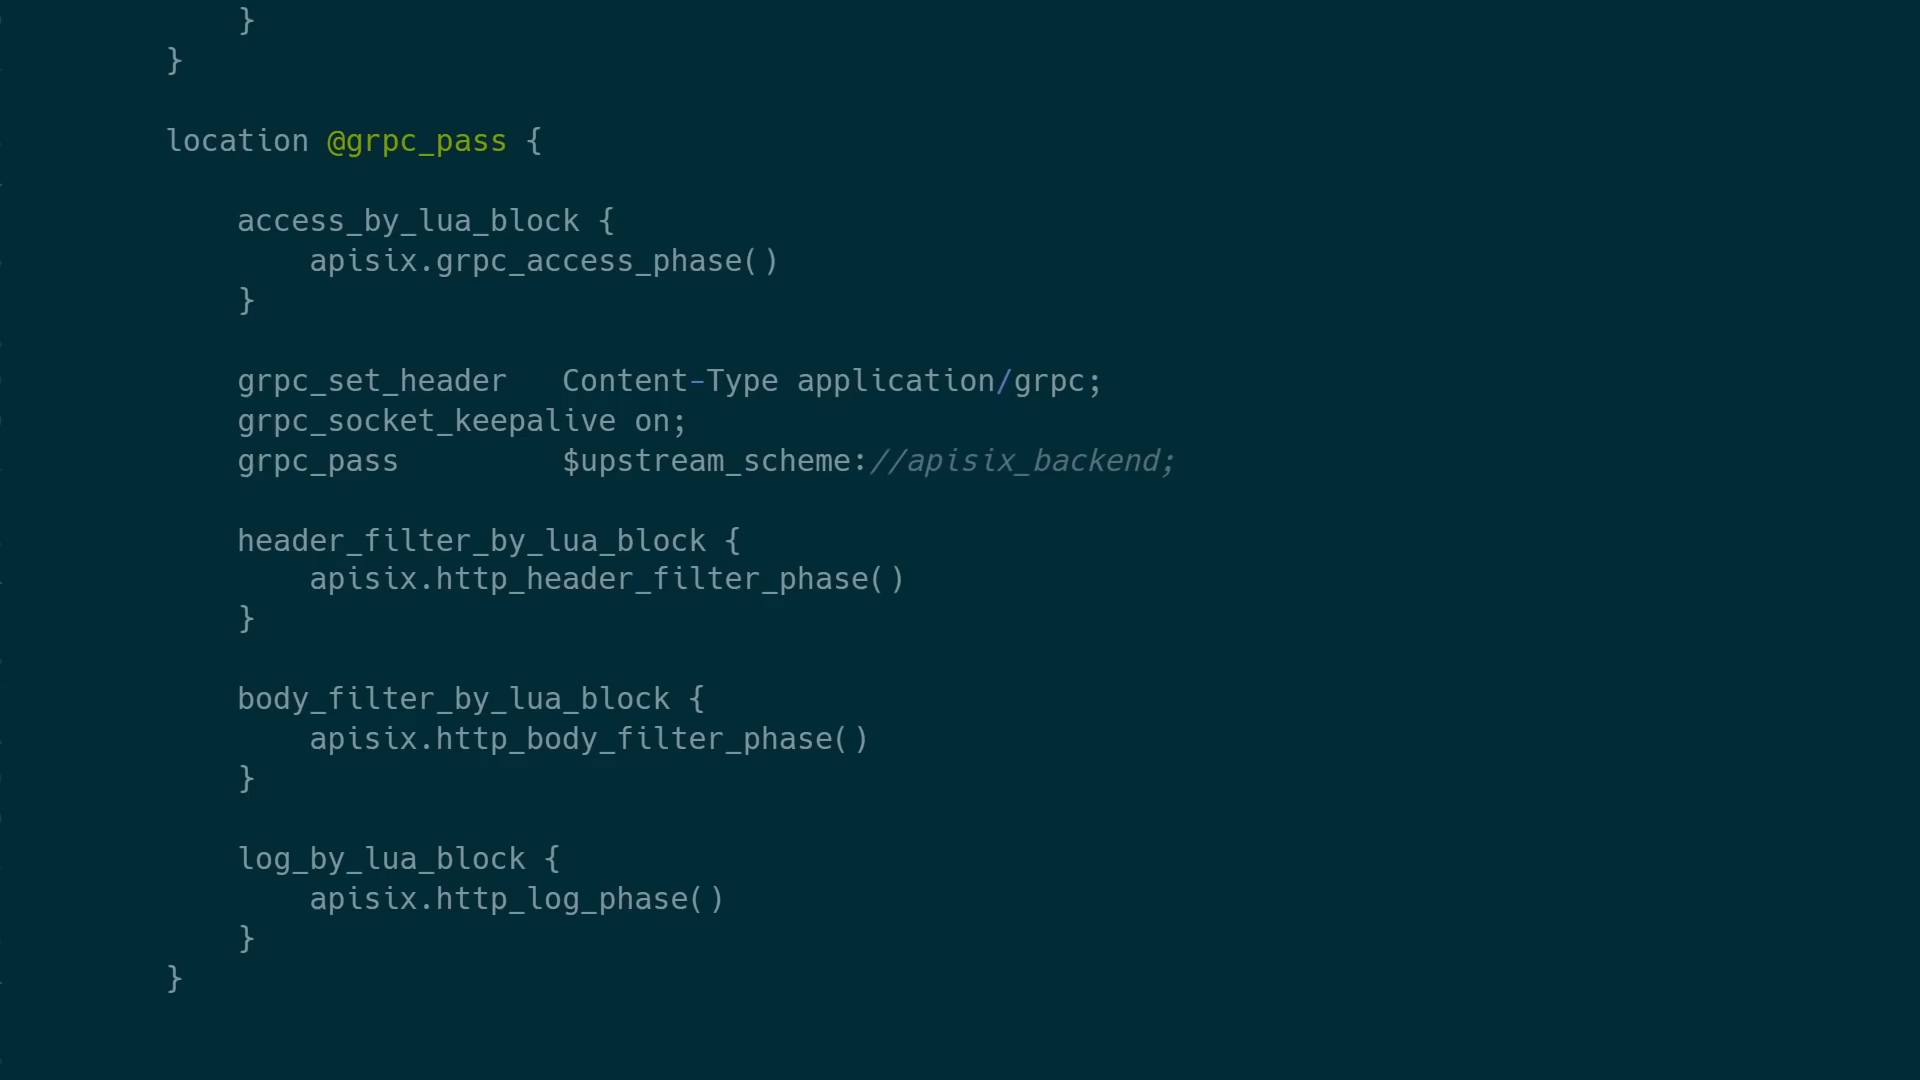 }
}
location @grpc_pass {
access_by_lua_block {
apisix.grpc_access_phase()
}
grpc_set_header   Content-Type application/grpc;
grpc_socket_keepalive on;
grpc_pass         $upstream_scheme://apisix_backend;
header_filter_by_lua_block {
apisix.http_header_filter_phase()
}
body_filter_by_lua_block {
apisix.http_body_filter_phase()
}
log_by_lua_block {
apisix.http_log_phase()
}
}